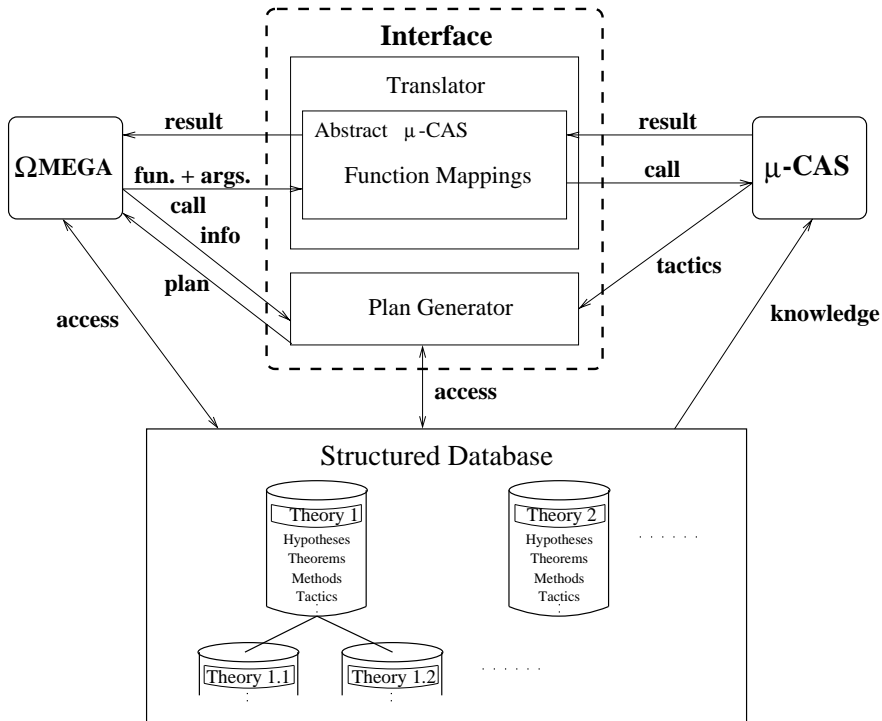 Interface
Translator
result
Abstract μ-CAS
result
ΩMEGA
fun. + args.
Function Mappings
call
μ-CAS
call
info
tactics
plan
Plan Generator
access
knowledge
access
Structured Database
Theory 1
Theory 2
. . . . . .
Hypotheses
Hypotheses
Theorems
Theorems
Methods
Methods
Tactics
Tactics
:
:
Theory 1.1
Theory 1.2
. . . . . .
:
: